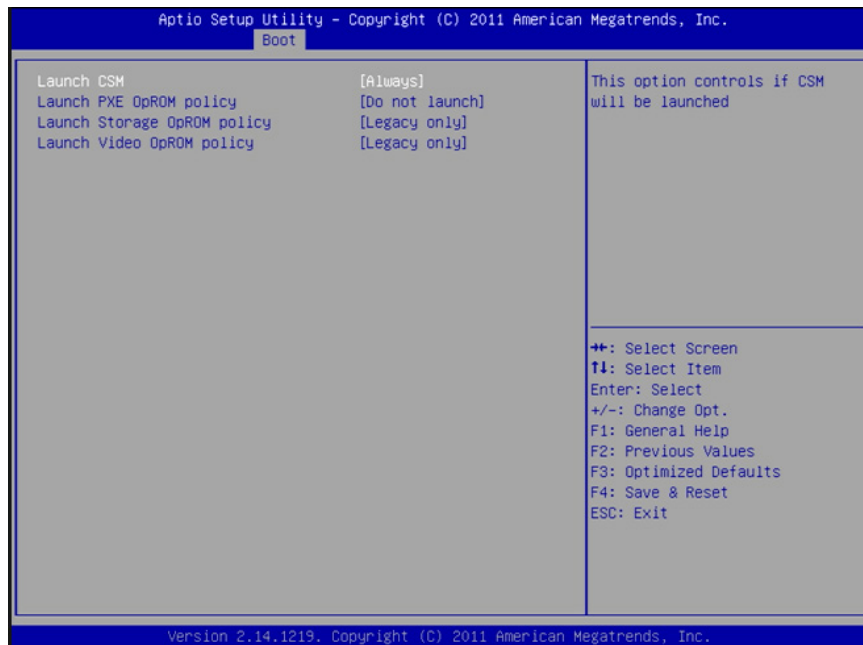 Aptio Setup Utility - Copyright (C) 2011 American Megatrends, Inc.
Boot
Launch CSM [Always]
Launch PXE OpROM policy [Do not launch]
Launch Storage OpROM policy [Legacy only]
Launch Video OpROM policy [Legacy only]
This option controls if CSM
will be launched
→←: Select Screen
↑↓: Select Item
Enter: Select
+/-: Change Opt.
F1: General Help
F2: Previous Values
F3: Optimized Defaults
F4: Save & Reset
ESC: Exit
Version 2.14.1219. Copyright (C) 2011 American Megatrends, Inc.